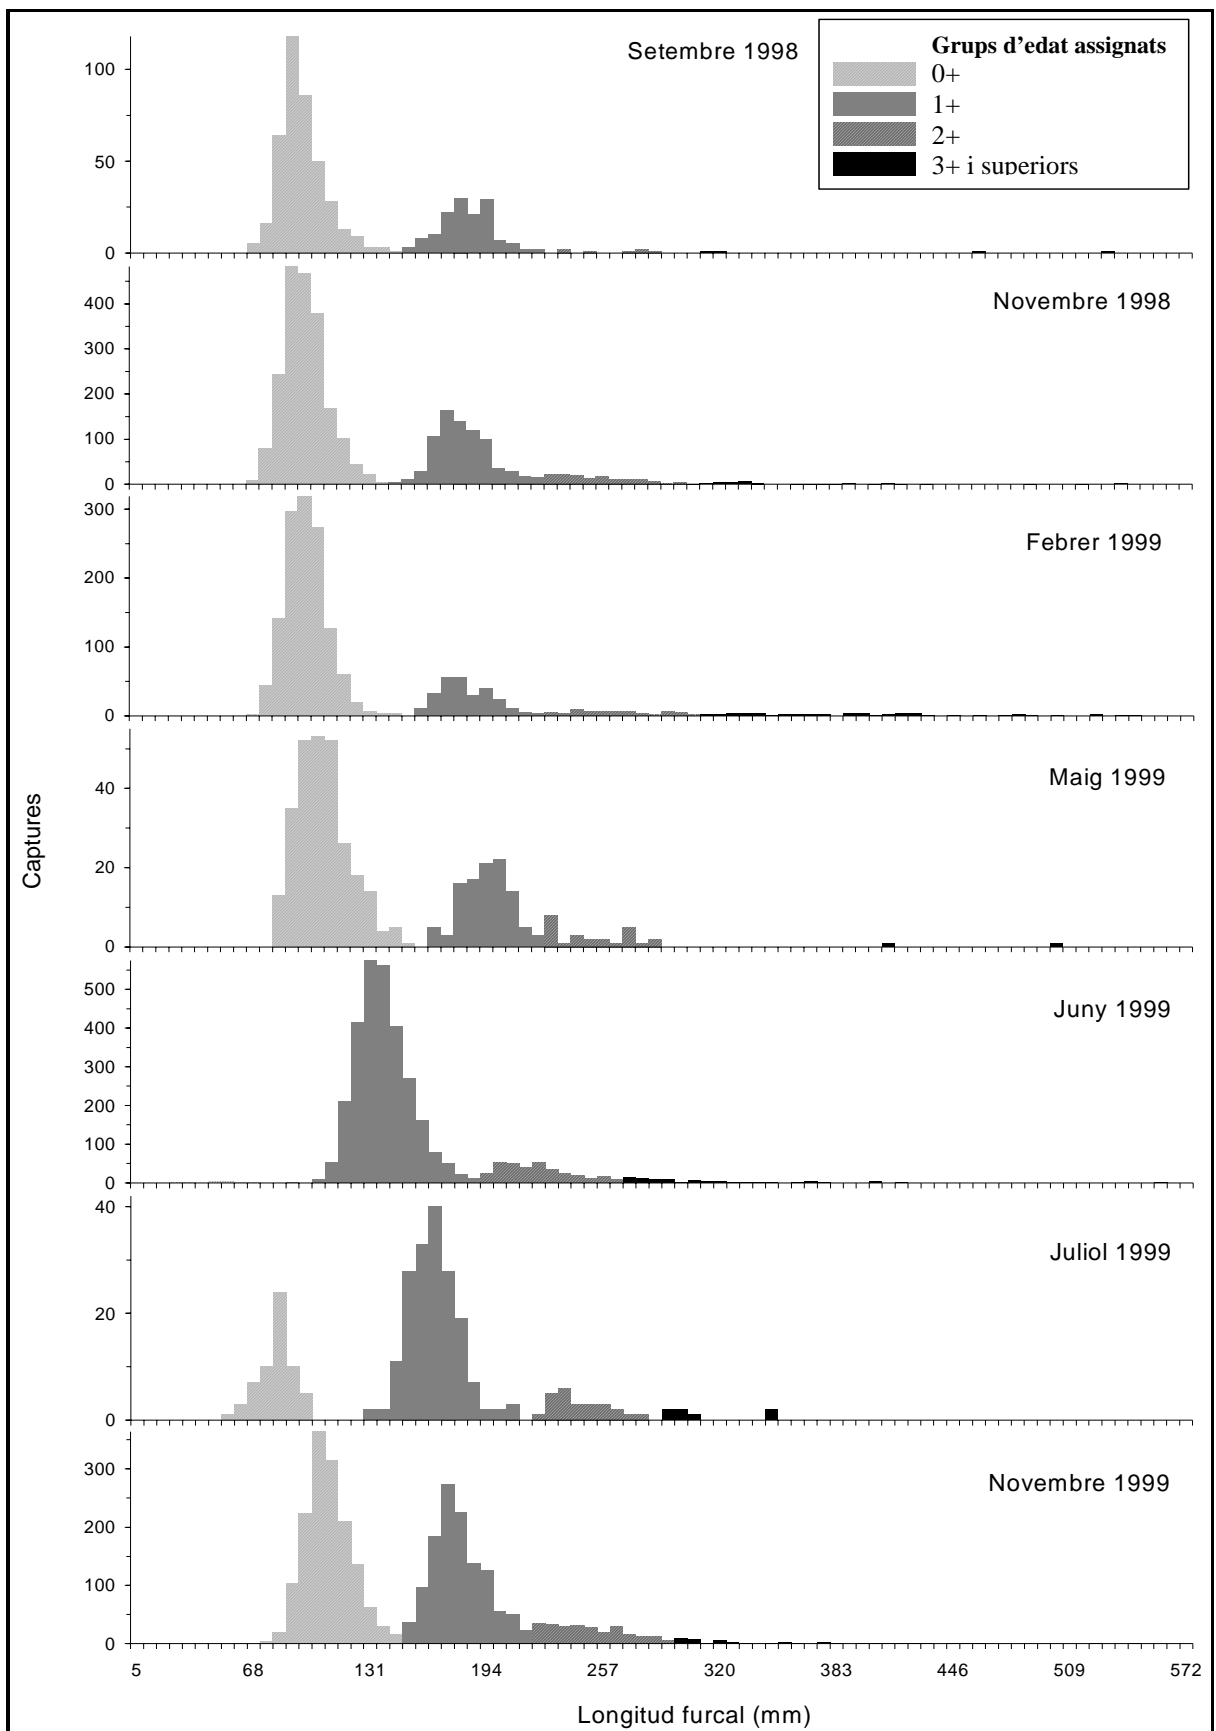 Setembre 1998
Grups d'edat assignats
0+
1+
2+
3+ i superiors
100
50
0
Novembre 1998
400
300
200
100
0
Febrer 1999
300
200
100
0
Maig 1999
40
20
0
Captures
Juny 1999
500
400
300
200
100
0
Juliol 1999
40
20
0
Novembre 1999
300
200
100
0
5 68 131 194 257 320 383 446 509 572
Longitud furcal (mm)